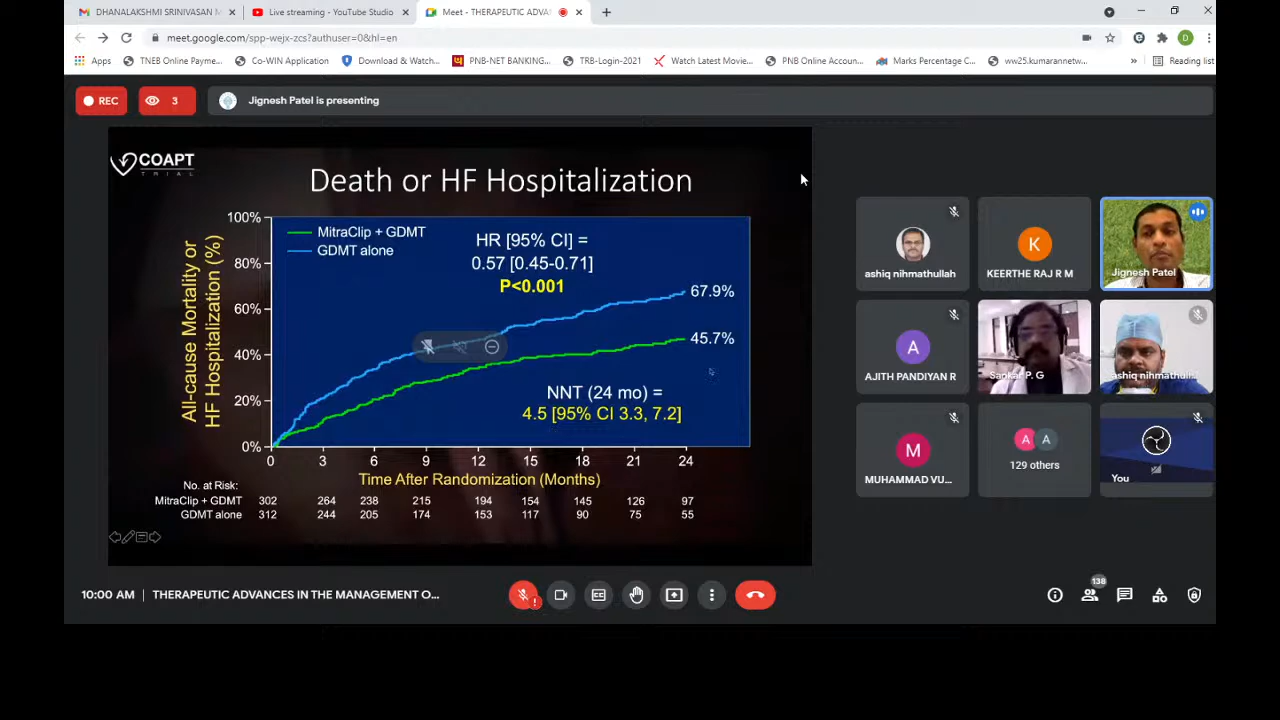 DHANALAKSHMI SRINIVASAN M
Live streaming - YouTube Studio
Meet - THERAPEUTIC ADVA
meet.google.com/spp-wejx-zcs?authuser=0&hl=en
D
Apps
TNEB Online Payme...
Co-WIN Application
Download & Watch...
PNB-NET BANKING...
TRB-Login-2021
Watch Latest Movie...
PNB Online Accoun...
Marks Percentage C...
ww25.kumarannetw...
»
Reading list
REC
3
Jignesh Patel is presenting
COAPT
TRIAL
Death or HF Hospitalization
All-cause Mortality or
HF Hospitalization (%)
100%
80%
60%
40%
20%
0%
MitraClip + GDMT
GDMT alone
HR [95% CI] =
0.57 [0.45-0.71]
P<0.001
67.9%
45.7%
NNT (24 mo) =
4.5 [95% CI 3.3, 7.2]
0 3 6 9 12 15 18 21 24
Time After Randomization (Months)
No. at Risk:
MitraClip + GDMT 302 264 238 215 194 154 145 126 97
GDMT alone 312 244 205 174 153 117 90 75 55
ashiq nihmathullah
K
KEERTHE RAJ R M
Jignesh Patel
A
AJITH PANDIYAN R
Sankar P. G
ashiq nihmathull...
M
MUHAMMAD VU...
A A
129 others
You
10:00 AM | THERAPEUTIC ADVANCES IN THE MANAGEMENT O...
CC
138